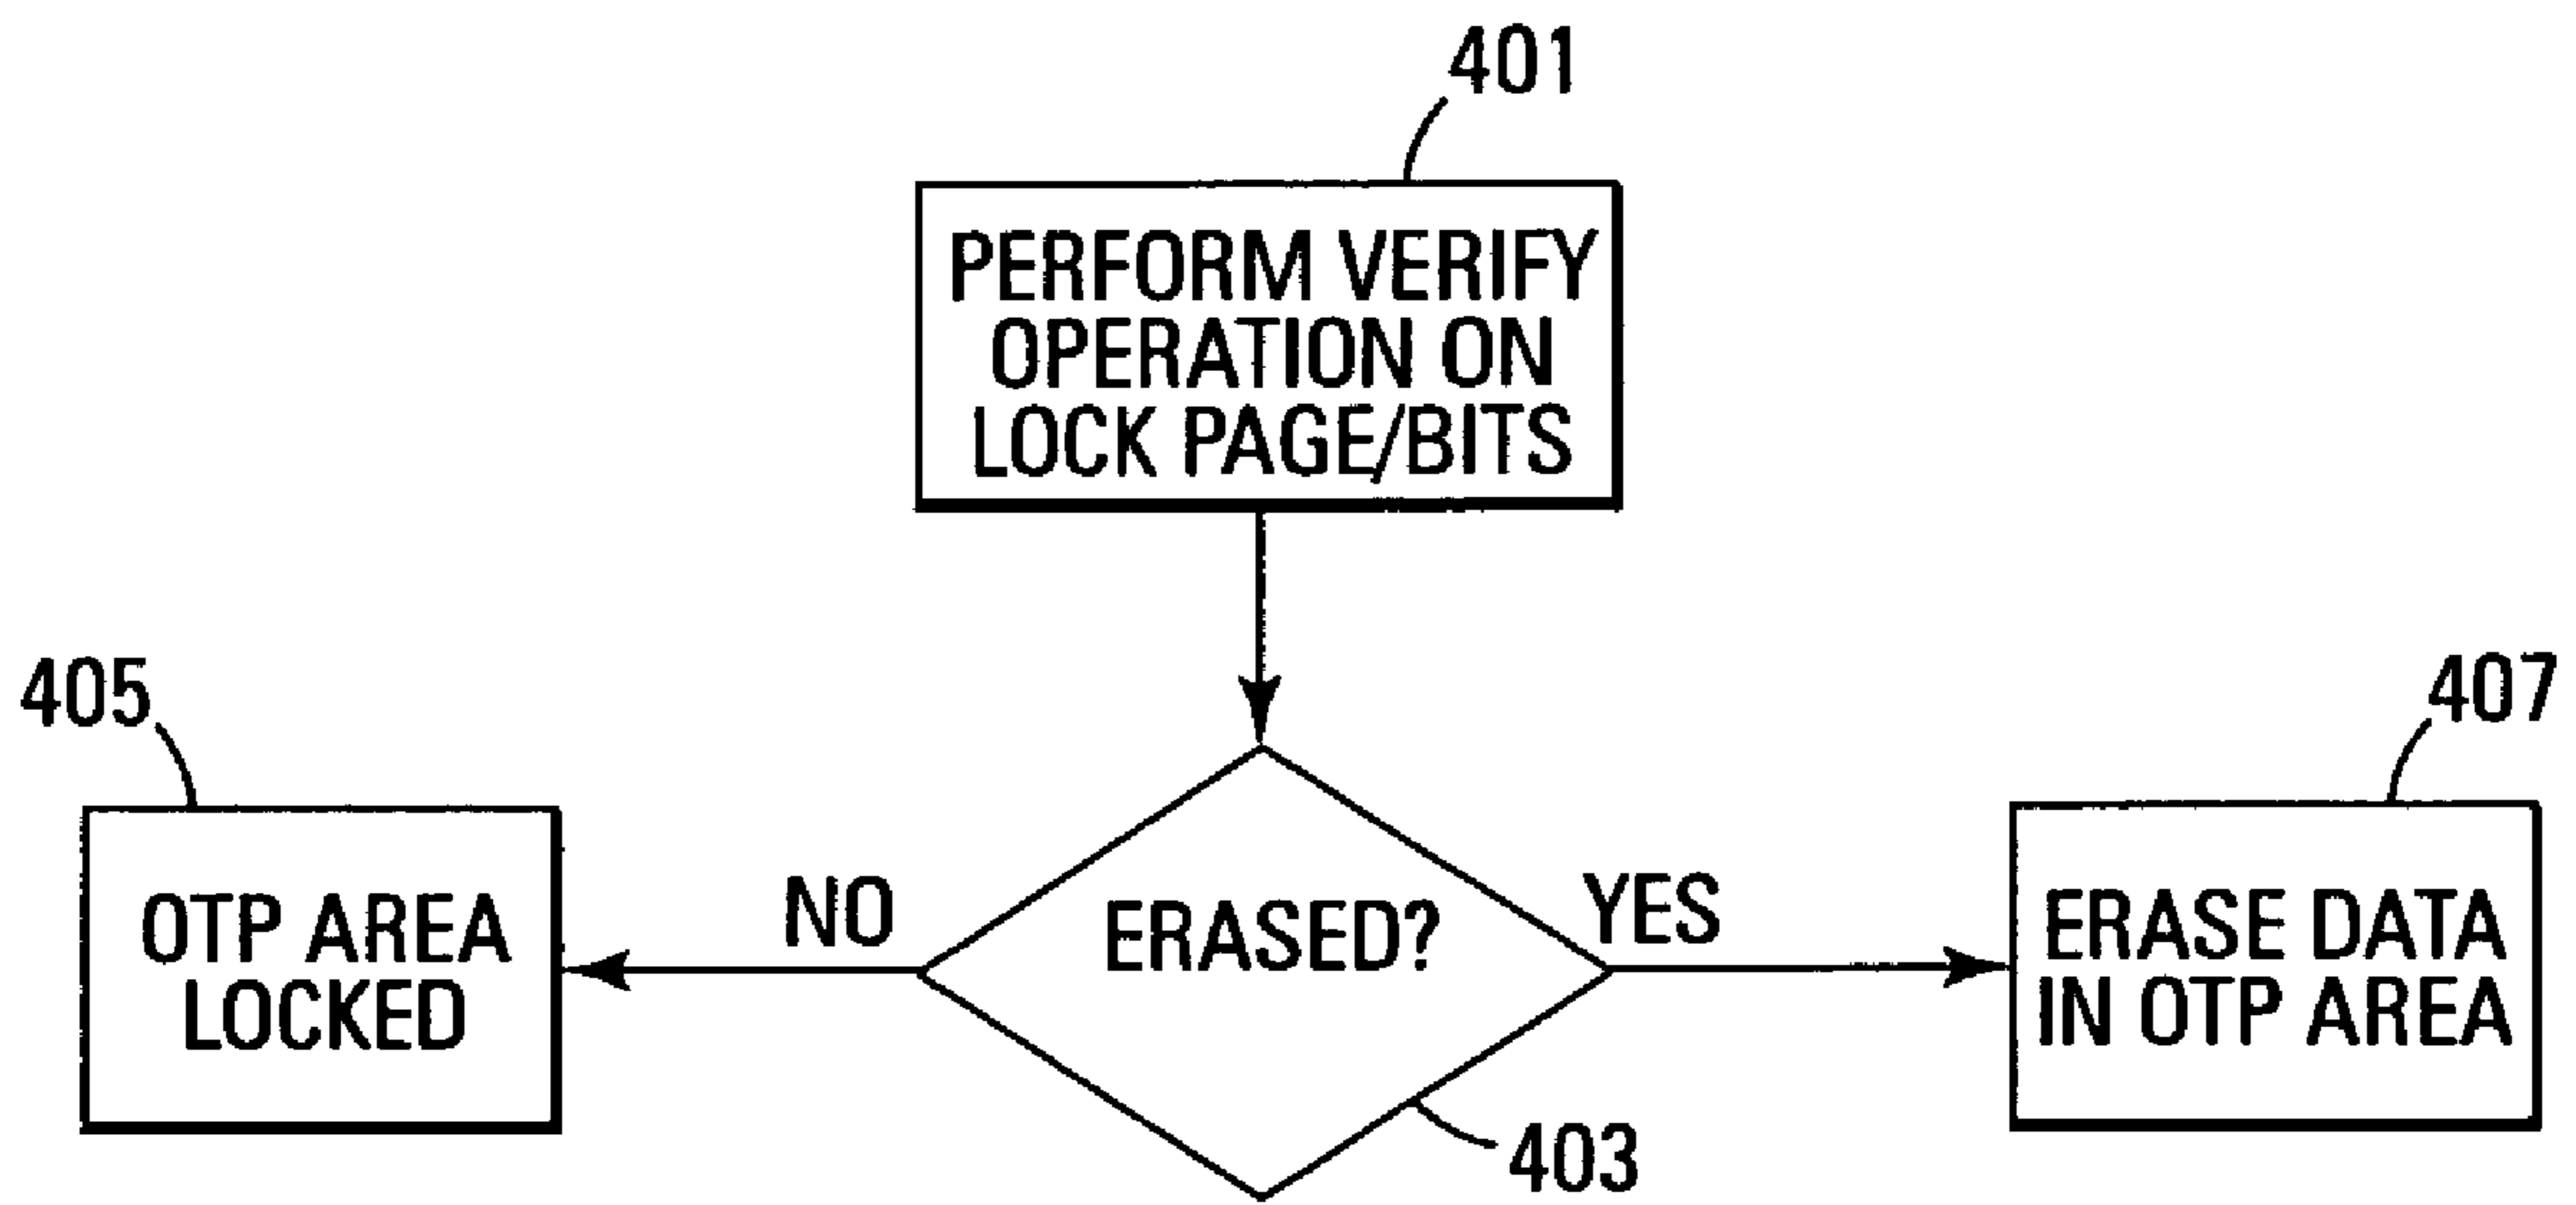 401
PERFORM VERIFY
OPERATION ON
LOCK PAGE/BITS
405
407
NO
ERASED?
YES
OTP AREA
LOCKED
ERASE DATA
IN OTP AREA
403